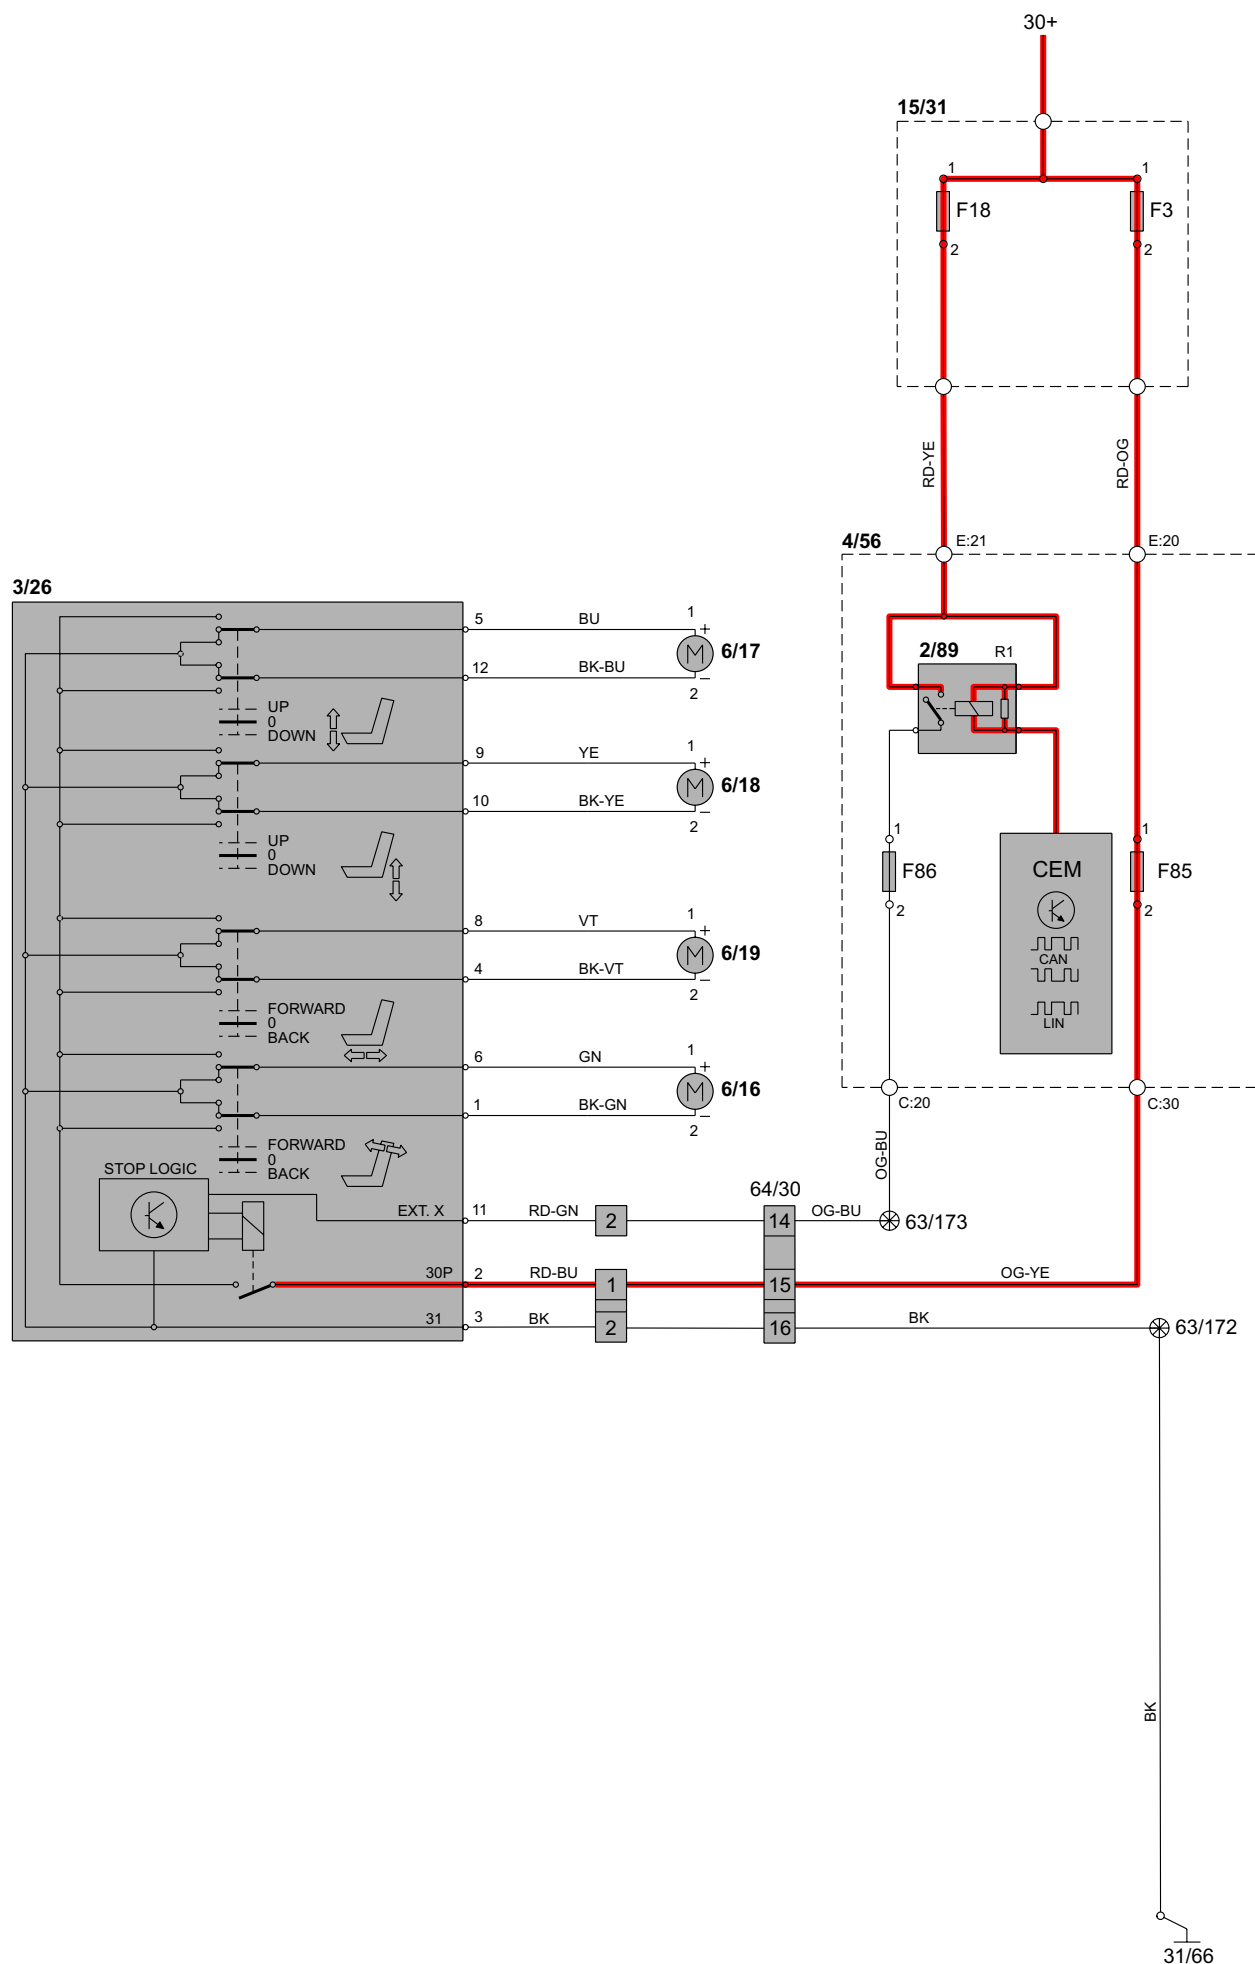 30+
15/31
1
1
F18
F3
2
2
RD-YE
RD-OG
4/56
E:21
E:20
3/26
2/89
R1
5
BU
1
+
M
6/17
12
BK-BU
−
2
UP
0
DOWN
9
YE
1
+
M
6/18
10
BK-YE
−
2
UP
0
DOWN
1
1
F86
CEM
F85
2
2
CAN
LIN
8
VT
1
+
M
6/19
4
BK-VT
−
2
FORWARD
0
BACK
6
GN
1
+
M
6/16
1
BK-GN
−
2
C:20
C:30
OG-BU
FORWARD
0
BACK
STOP LOGIC
64/30
EXT. X
11
RD-GN
2
14
OG-BU
63/173
30P
2
RD-BU
1
15
OG-YE
31
3
BK
2
16
BK
63/172
BK
31/66